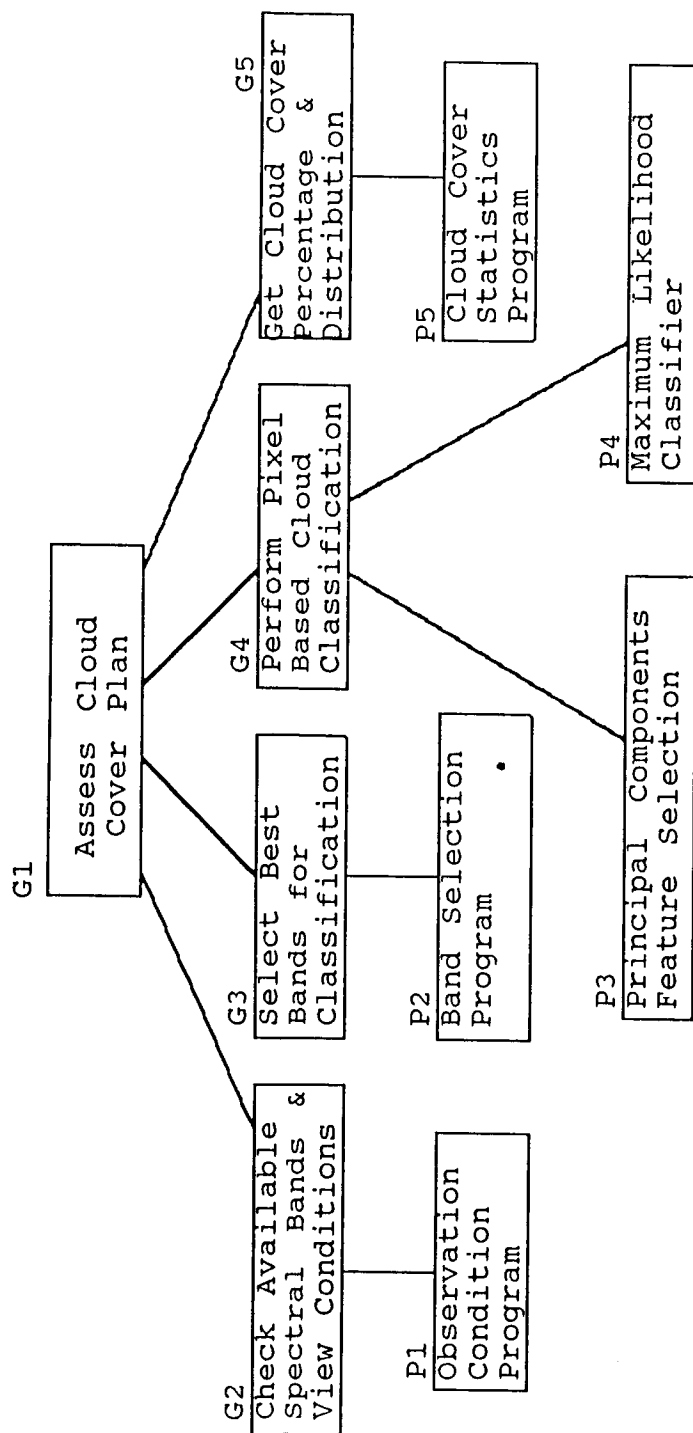 G1
Assess Cloud
Cover Plan
G2
Check Available
Spectral Bands &
View Conditions
G3
Select Best
Bands for
Classification
G4
Perform Pixel
Based Cloud
Classification
G5
Get Cloud Cover
Percentage &
Distribution
P1
Observation
Condition
Program
P2
Band Selection
Program
P5
Cloud Cover
Statistics
Program
P3
Principal Components
Feature Selection
P4
Maximum Likelihood
Classifier